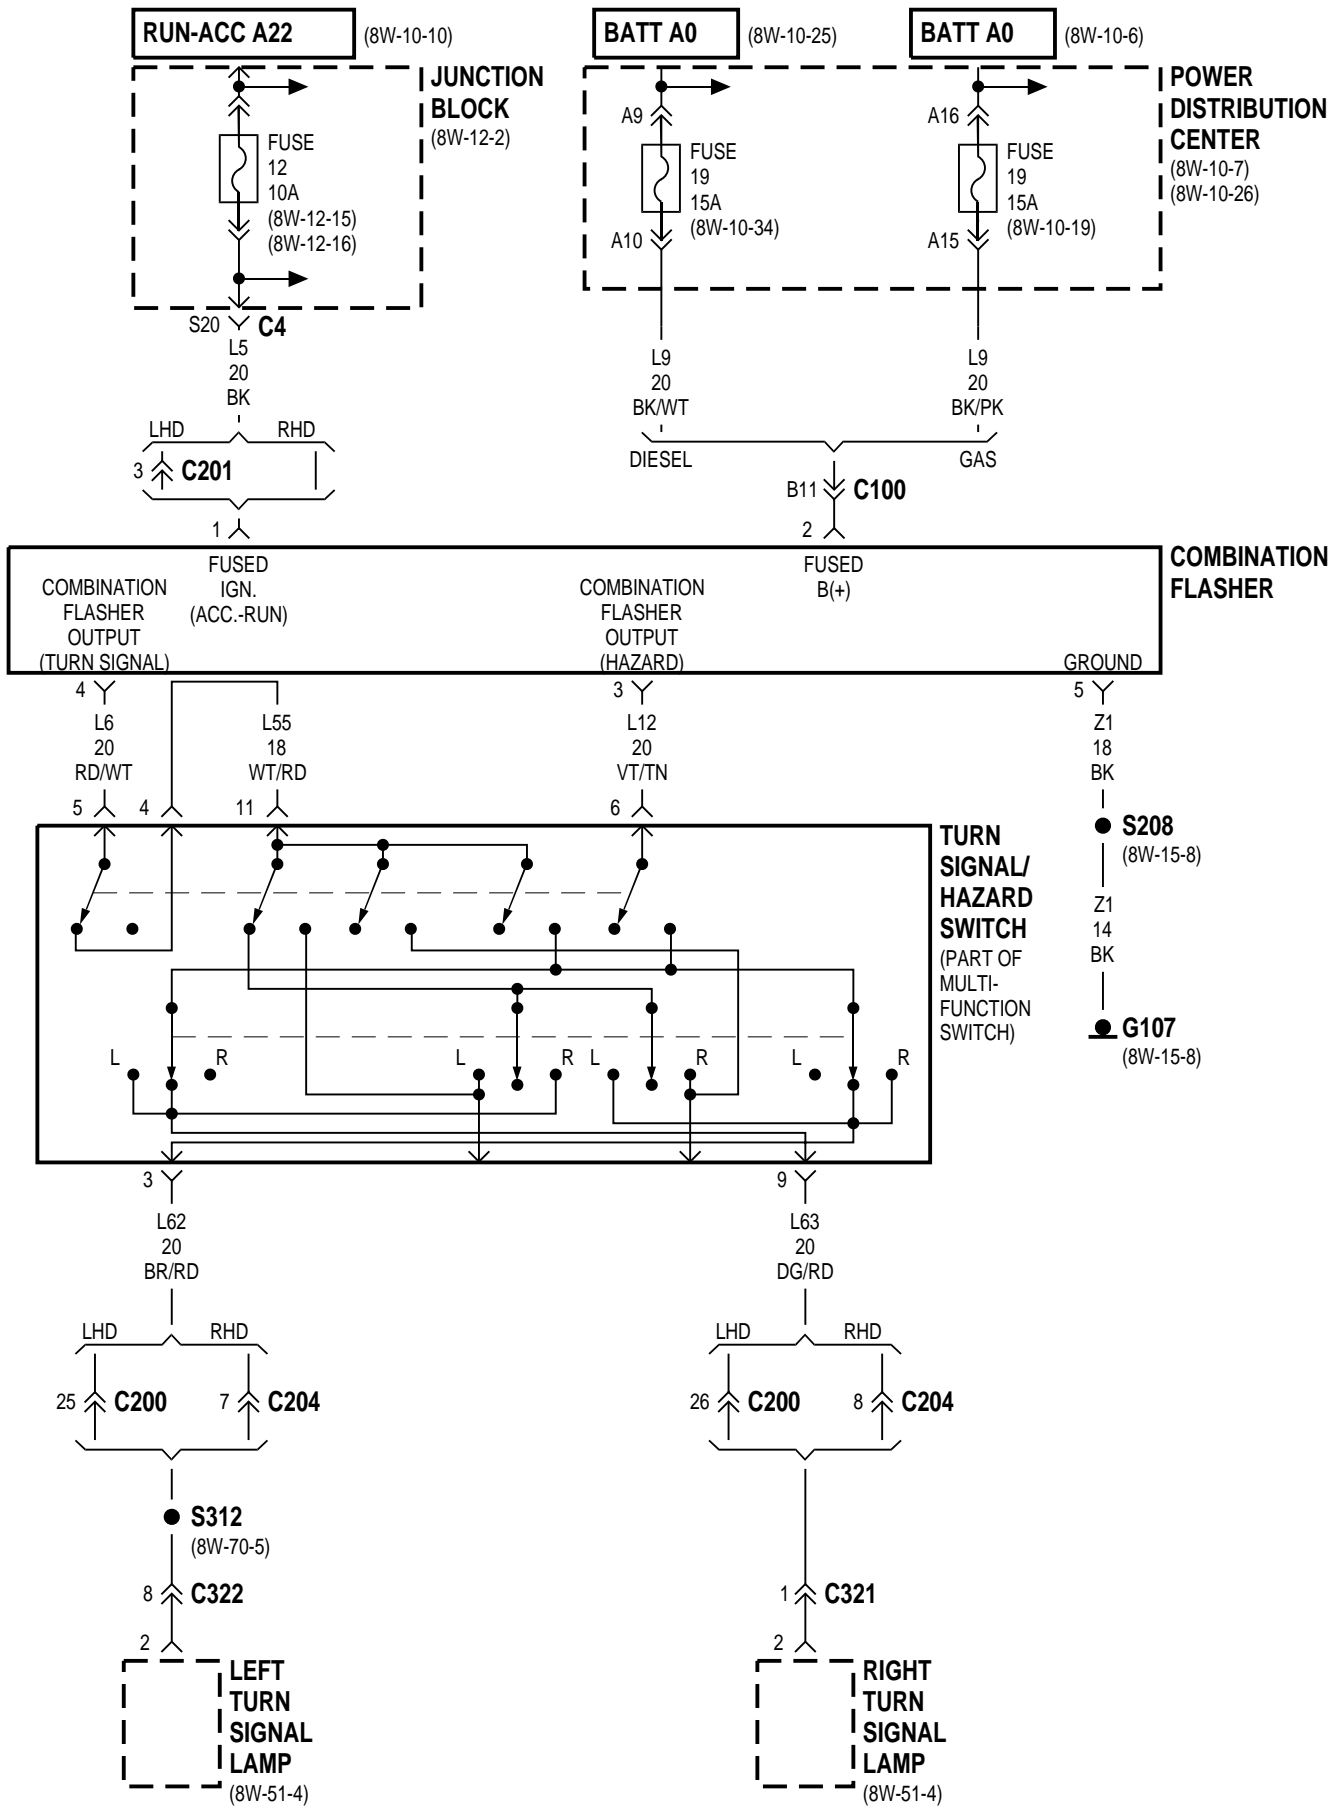 RUN-ACC A22
(8W-10-10)
BATT A0
(8W-10-25)
BATT A0
(8W-10-6)
JUNCTION
BLOCK
(8W-12-2)
FUSE
12
10A
(8W-12-15)
(8W-12-16)
A9
FUSE
19
15A
(8W-10-34)
A10
A16
FUSE
19
15A
(8W-10-19)
A15
POWER
DISTRIBUTION
CENTER
(8W-10-7)
(8W-10-26)
S20
C4
L5
20
BK
LHD
RHD
3
C201
1
L9
20
BK/WT
L9
20
BK/PK
DIESEL
GAS
B11
C100
2
COMBINATION
FLASHER
FUSED
IGN.
(ACC.-RUN)
FUSED
B(+)
COMBINATION
FLASHER
OUTPUT
(TURN SIGNAL)
COMBINATION
FLASHER
OUTPUT
(HAZARD)
GROUND
4
3
5
L6
20
RD/WT
L55
18
WT/RD
L12
20
VT/TN
Z1
18
BK
5
4
11
6
S208
(8W-15-8)
TURN
SIGNAL/
HAZARD
SWITCH
(PART OF
MULTI-
FUNCTION
SWITCH)
Z1
14
BK
G107
(8W-15-8)
L
R
L
R
L
R
L
R
3
9
L62
20
BR/RD
L63
20
DG/RD
LHD
RHD
LHD
RHD
25
C200
7
C204
26
C200
8
C204
S312
(8W-70-5)
8
C322
1
C321
2
2
LEFT
TURN
SIGNAL
LAMP
(8W-51-4)
RIGHT
TURN
SIGNAL
LAMP
(8W-51-4)